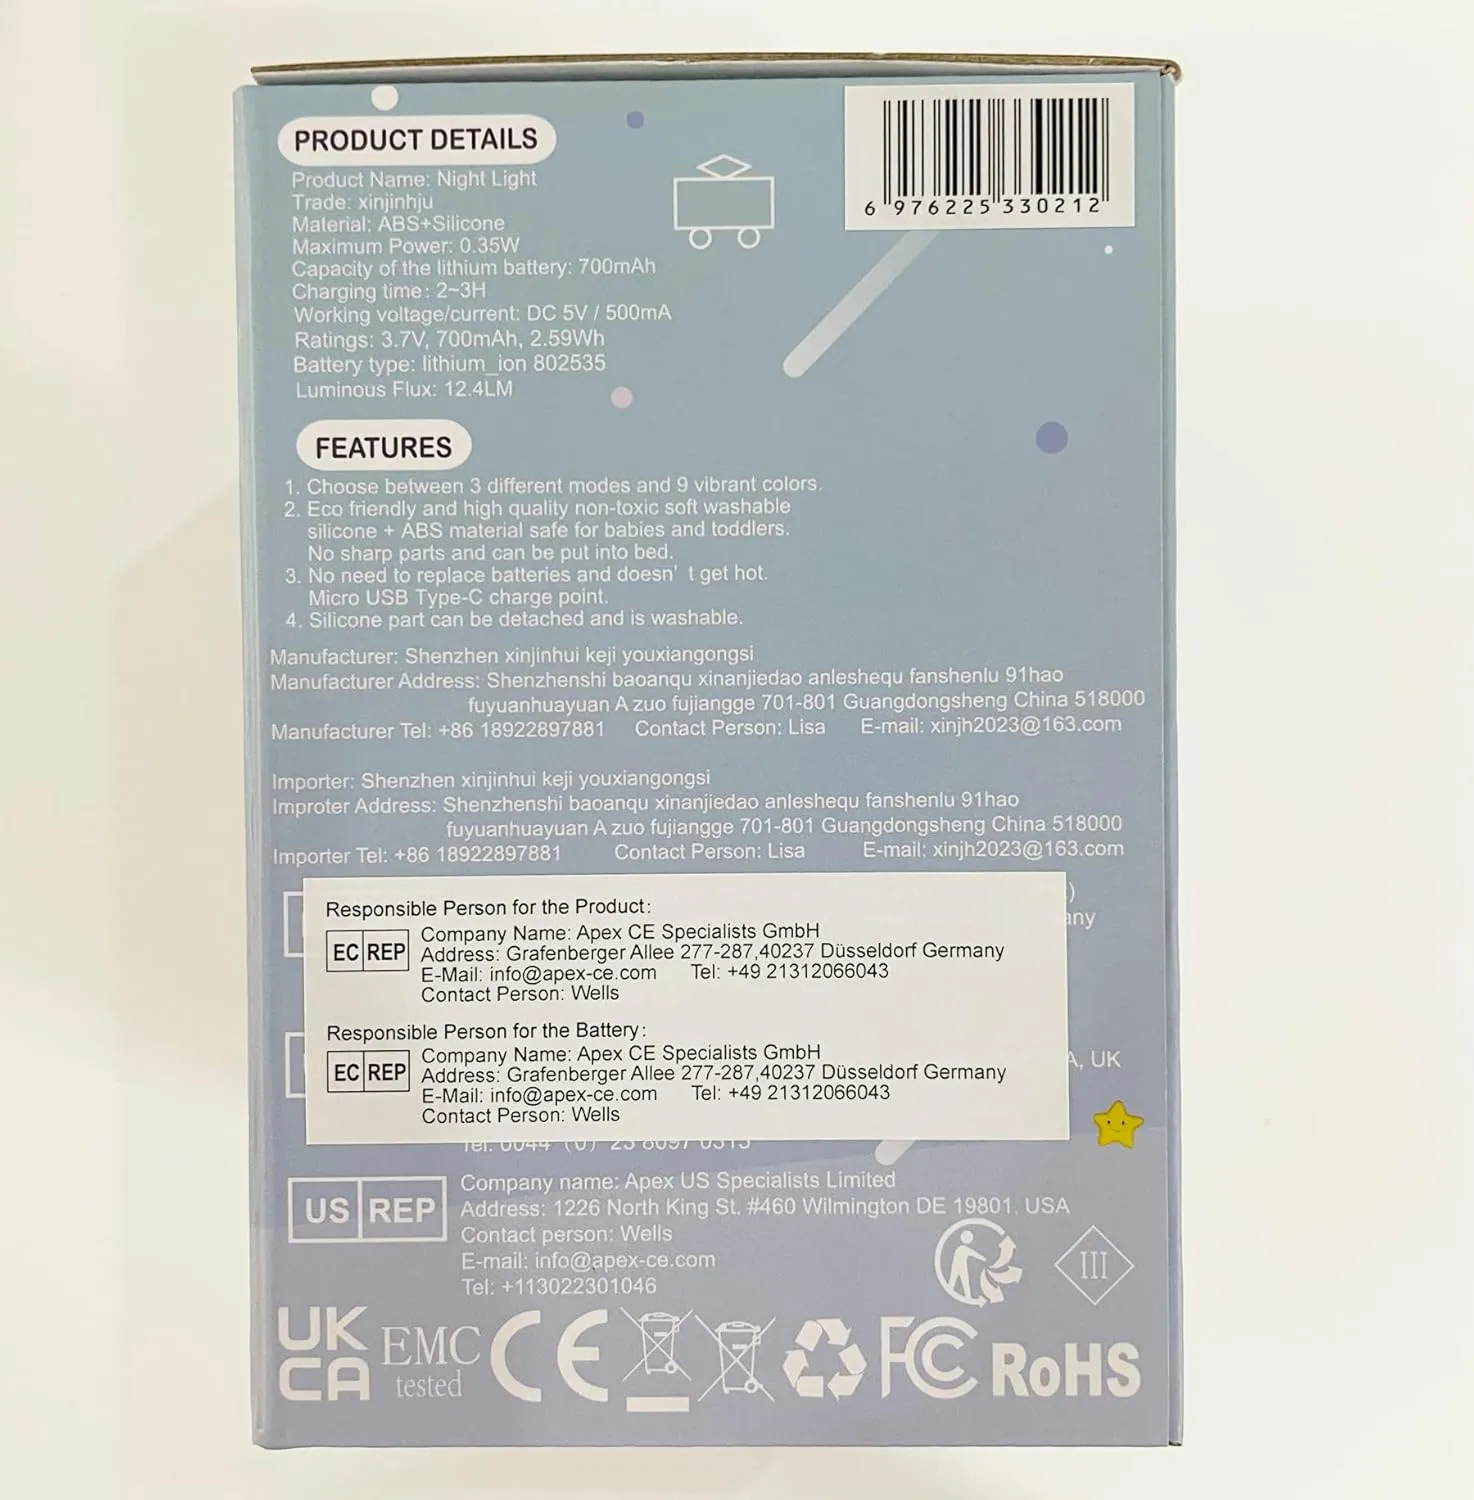 PRODUCT DETAILS
Product Name: Night Light
Trade: xinjinhju
Material: ABS+Silicone
Maximum Power: 0.35W
Capacity of the lithium battery: 700mAh
Charging time: 2~3H
Working voltage/current: DC 5V / 500mA
Ratings: 3.7V, 700mAh, 2.59Wh
Battery type: lithium_ion 802535
Luminous Flux: 12.4LM
6 976225 330212
FEATURES
1. Choose between 3 different modes and 9 vibrant colors.
2. Eco friendly and high quality non-toxic soft washable
silicone + ABS material safe for babies and toddlers.
No sharp parts and can be put into bed.
3. No need to replace batteries and doesn' t get hot.
Micro USB Type-C charge point.
4. Silicone part can be detached and is washable.
Manufacturer: Shenzhen xinjinhui keji youxiangongsi
Manufacturer Address: Shenzhenshi baoanqu xinanjiedao anleshequ fanshenlu 91hao
fuyuanhuayuan A zuo fujiangge 701-801 Guangdongsheng China 518000
Manufacturer Tel: +86 18922897881 Contact Person: Lisa E-mail: xinjh2023@163.com
Importer: Shenzhen xinjinhui keji youxiangongsi
Improter Address: Shenzhenshi baoanqu xinanjiedao anleshequ fanshenlu 91hao
fuyuanhuayuan A zuo fujiangge 701-801 Guangdongsheng China 518000
Importer Tel: +86 18922897881 Contact Person: Lisa E-mail: xinjh2023@163.com
Responsible Person for the Product:
EC REP
Company Name: Apex CE Specialists GmbH
Address: Grafenberger Allee 277-287,40237 Düsseldorf Germany
E-Mail: info@apex-ce.com Tel: +49 21312066043
Contact Person: Wells
Responsible Person for the Battery:
EC REP
Company Name: Apex CE Specialists GmbH
Address: Grafenberger Allee 277-287,40237 Düsseldorf Germany
E-Mail: info@apex-ce.com Tel: +49 21312066043
Contact Person: Wells
UK
US REP
Company name: Apex US Specialists Limited
Address: 1226 North King St, #460 Wilmington DE 19801, USA
Contact person: Wells
E-mail: info@apex-ce.com
Tel: +113022301046
III
UK
CA
EMC
tested
CE
FC
RoHS